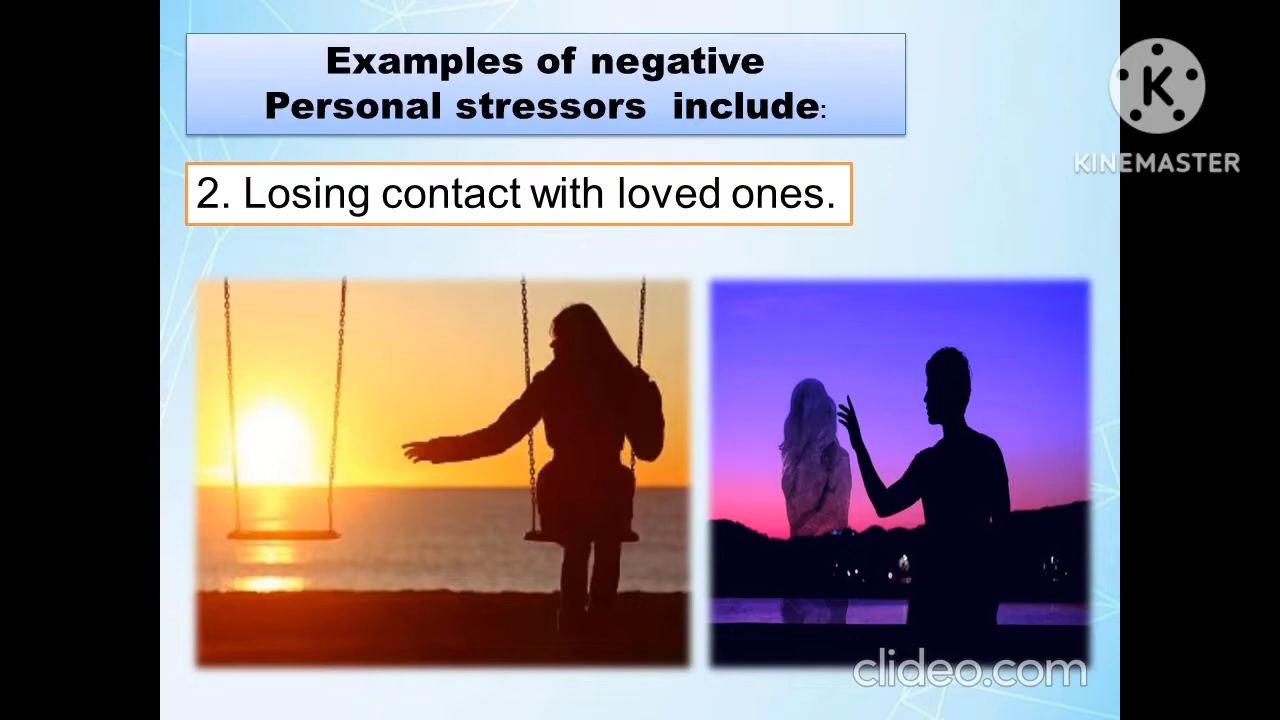 Examples of negative
Personal stressors include:
KINEMASTER
2. Losing contact with loved ones.
clideo.com